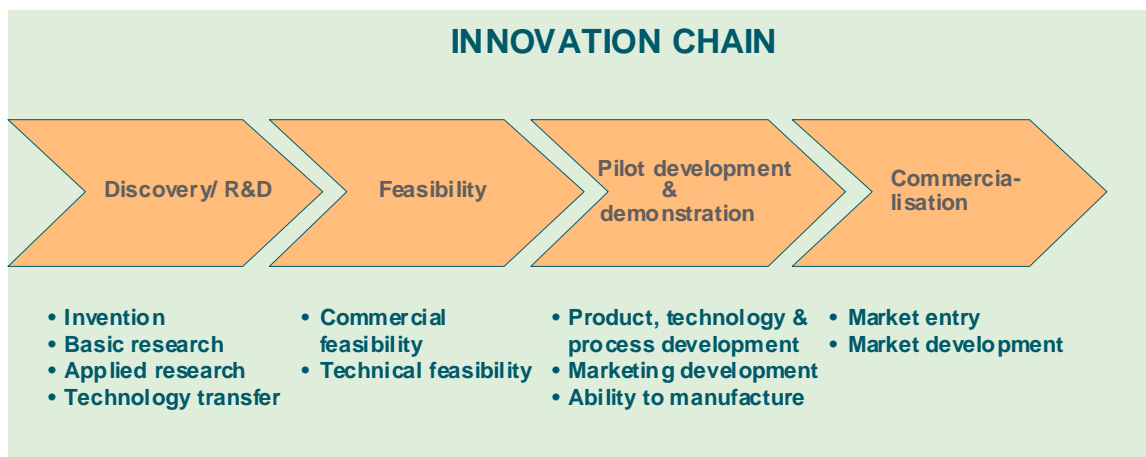 INNOVATION CHAIN
Discovery/ R&D
Feasibility
Pilot development
&
demonstration
Commercia-
lisation
• Invention
• Basic research
• Applied research
• Technology transfer
• Commercial
feasibility
• Technical feasibility
• Product, technology &
process development
• Marketing development
• Ability to manufacture
• Market entry
• Market development